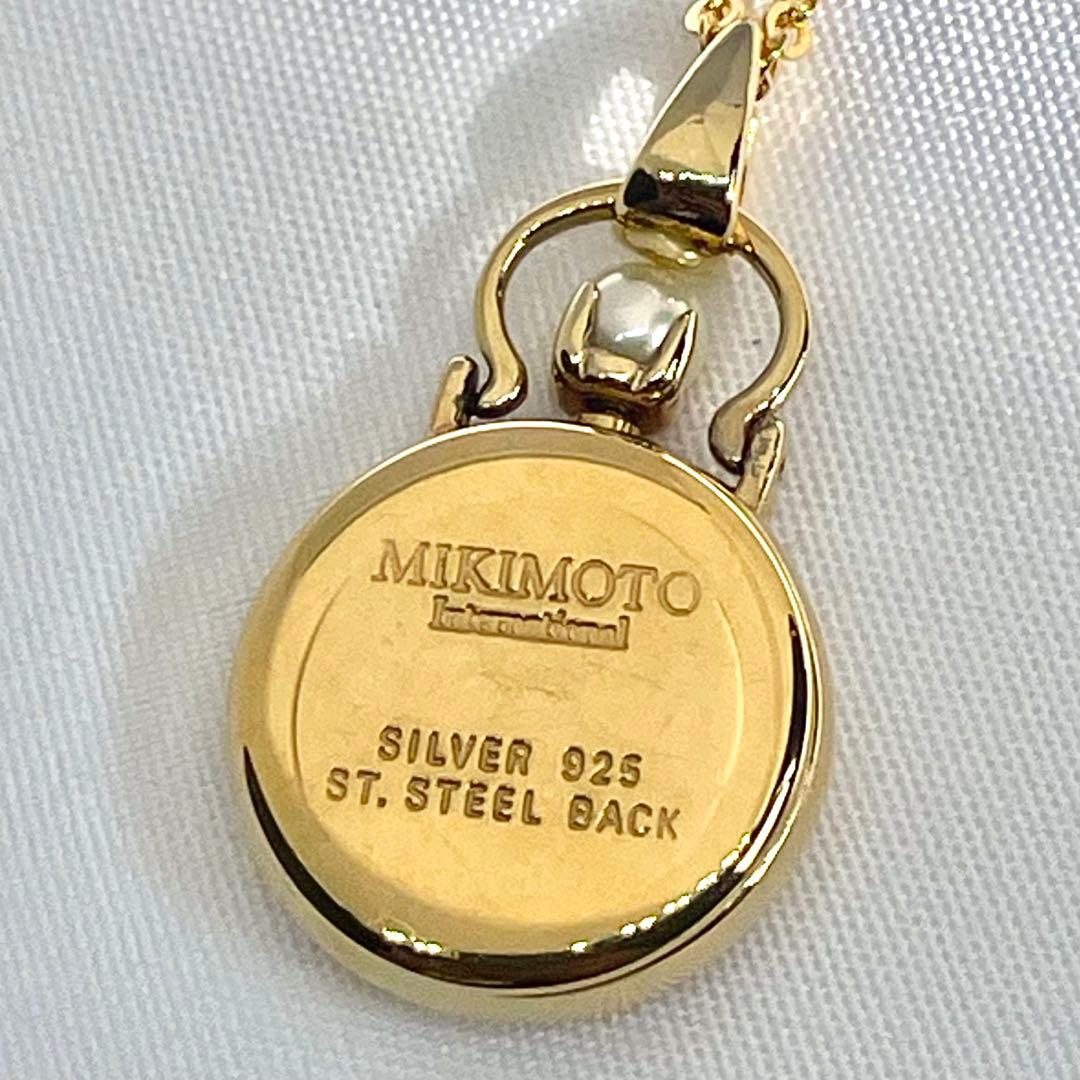 MIKIMOTO
International
SILVER 925
ST. STEEL BACK